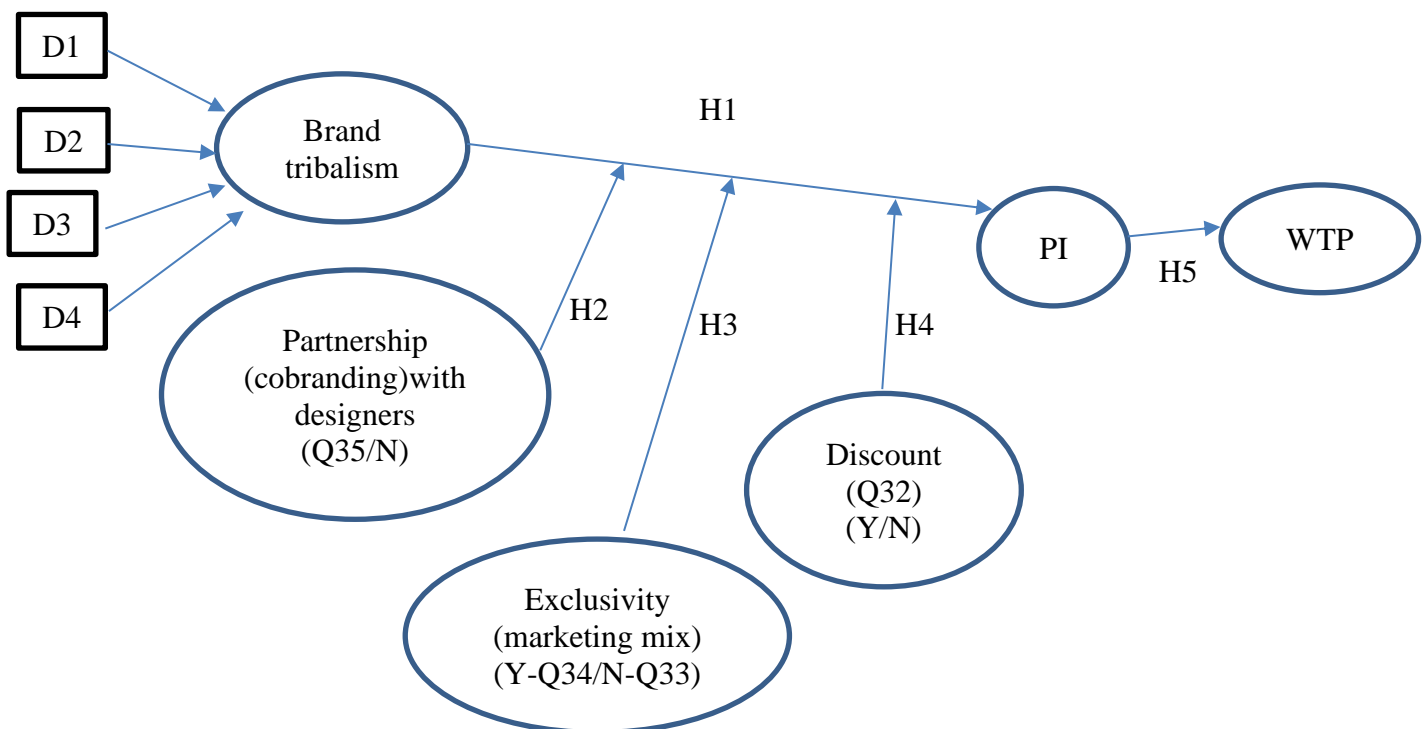 D1
D2
D3
D4
Brand
tribalism
H1
PI
H5
WTP
H2
H3
H4
Partnership
(cobranding)with
designers
(Q35/N)
Discount
(Q32)
(Y/N)
Exclusivity
(marketing mix)
(Y-Q34/N-Q33)